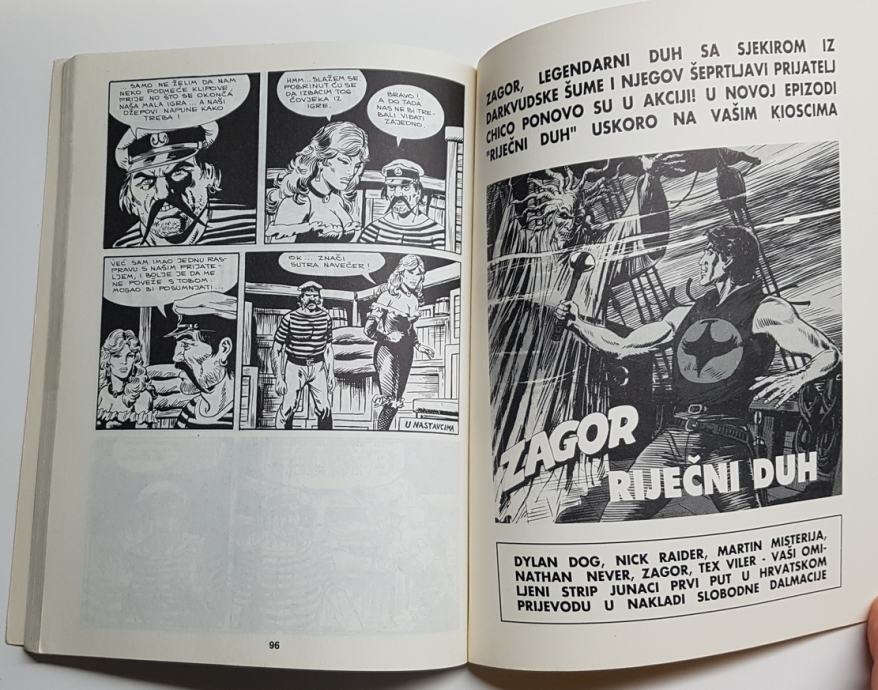 SAMO NE ŽELIM DA NAM
NEKO PODMEĆE KLIPOVE
PRIJE NO ŠTO SE OKONČA
NAŠA MALA IGRA... A NAŠI
DŽEPOVI NAPUNE KAKO
TREBA!
HMM... SLAŽEM SE.
POBRINUT ĆU SE
DA IZBACIM TOG
ČOVJEKA IZ
IGRE.
BRAVO!
A DO TADA
NAS NE BI TRE-
BALI VIĐATI
ZAJEDNO.
VEĆ SAM IMAO JEDNU RAS-
PRAVU S NAŠIM PRIJATE-
LJEM, I BOLJE JE DA ME
NE POVEŽE S TOBOM.
MOGAO BI POSUMNJATI...
OK... ZNAČI
SUTRA NAVEČER!
U NASTAVCIMA
96
ZAGOR, LEGENDARNI DUH SA SJEKIROM IZ
DARKVUDSKE ŠUME I NJEGOV ŠEPRTLJAVI PRIJATELJ
CHICO PONOVO SU U AKCIJI! U NOVOJ EPIZODI
"RIJEČNI DUH" USKORO NA VAŠIM KIOSCIMA
ZAGOR
RIJEČNI DUH
DYLAN DOG, NICK RAIDER, MARTIN MISTERIJA,
NATHAN NEVER, ZAGOR, TEX VILER - VAŠI OMI-
LJENI STRIP JUNACI PRVI PUT U HRVATSKOM
PRIJEVODU U NAKLADI SLOBODNE DALMACIJE